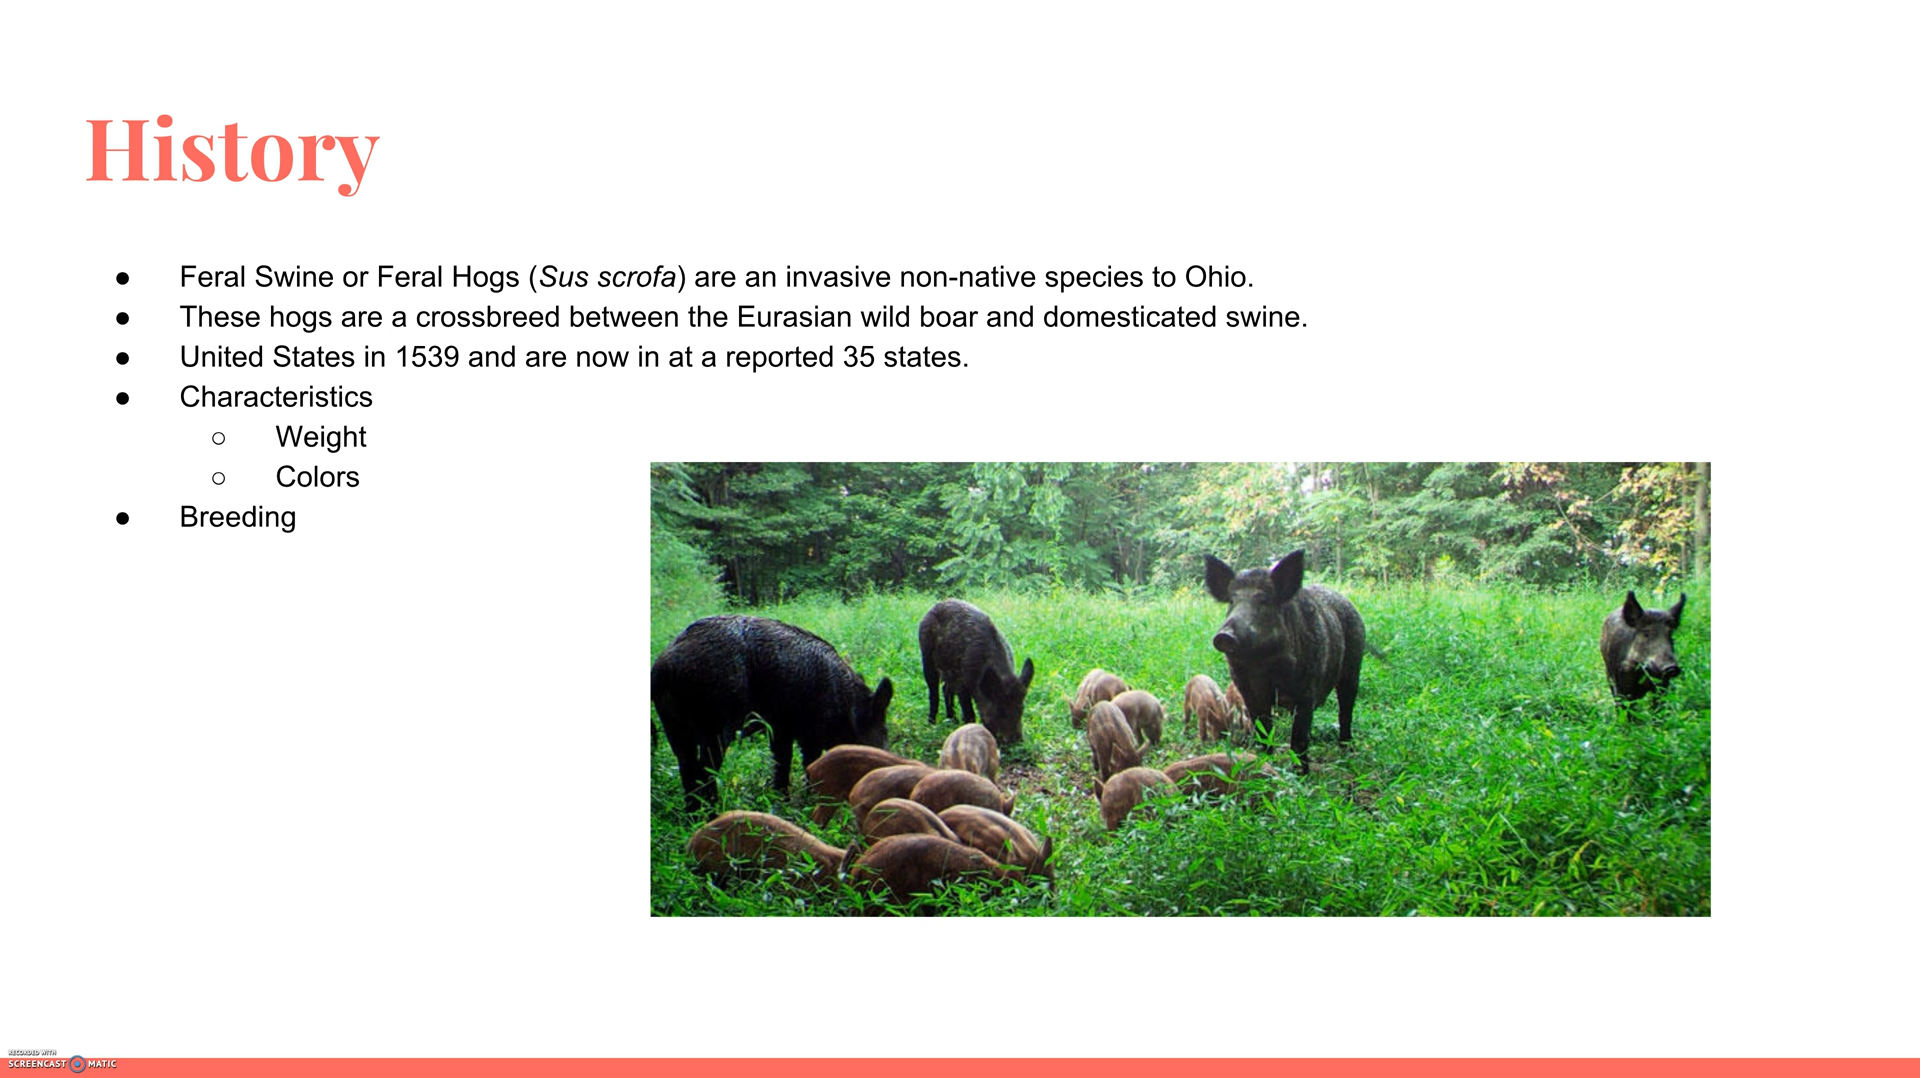 History
● Feral Swine or Feral Hogs (Sus scrofa) are an invasive non-native species to Ohio.
● These hogs are a crossbreed between the Eurasian wild boar and domesticated swine.
● United States in 1539 and are now in at a reported 35 states.
● Characteristics
○ Weight
○ Colors
● Breeding
RECORDED WITH
SCREENCAST MATIC